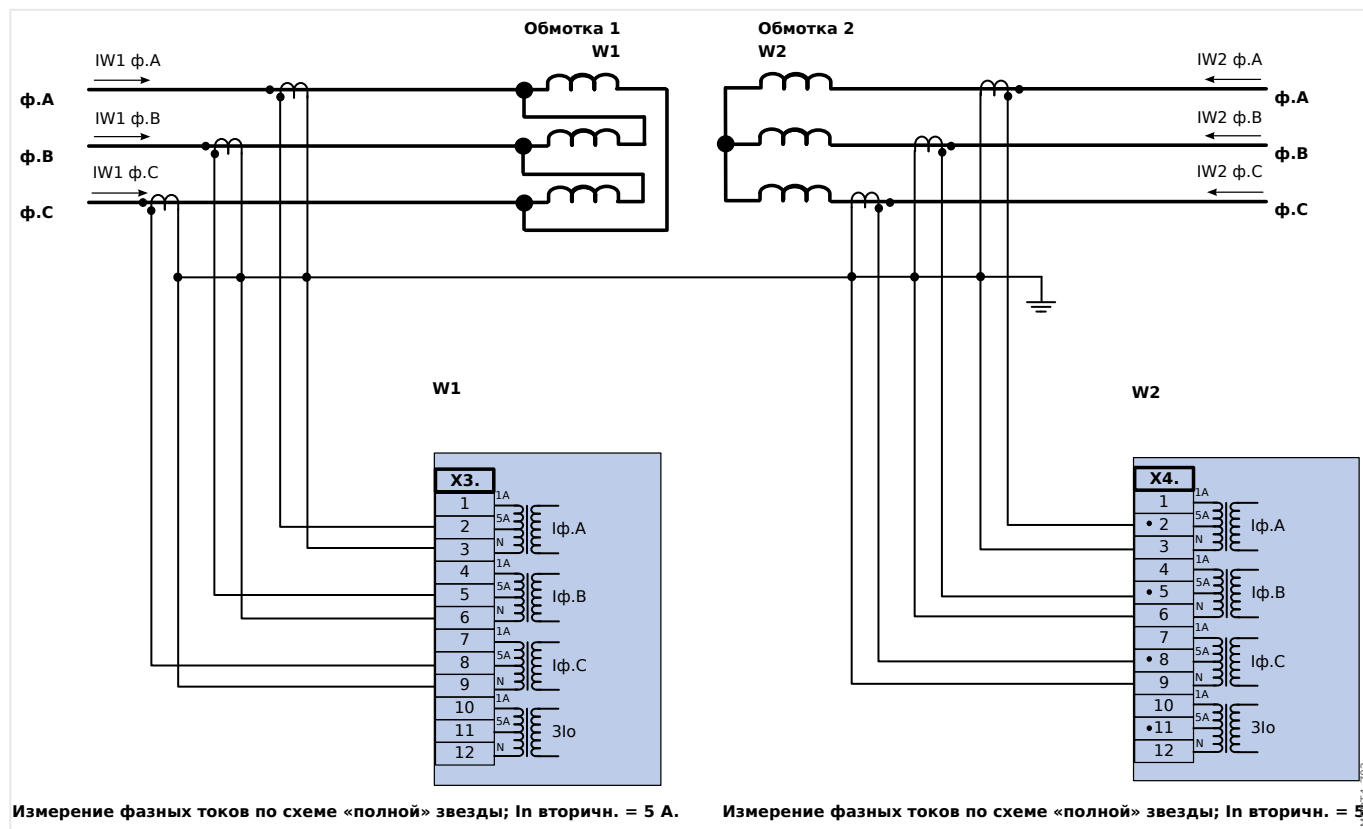 Обмотка 1
W1
Обмотка 2
W2
IW1 ф.A
ф.A
IW1 ф.B
ф.B
IW1 ф.C
ф.C
IW2 ф.A
ф.A
IW2 ф.B
ф.B
IW2 ф.C
ф.C
W1
W2
X3.
1 1A
2 5A Iф.A
3 N
4 1A
5 5A Iф.B
6 N
7 1A
8 5A Iф.C
9 N
10 1A
11 5A 3Io
12 N
X4.
1 1A
2 5A Iф.A
3 N
4 1A
5 5A Iф.B
6 N
7 1A
8 5A Iф.C
9 N
10 1A
11 5A 3Io
12 N
Измерение фазных токов по схеме «полной» звезды; In вторичн. = 5 А.
Измерение фазных токов по схеме «полной» звезды; In вторичн. = 5